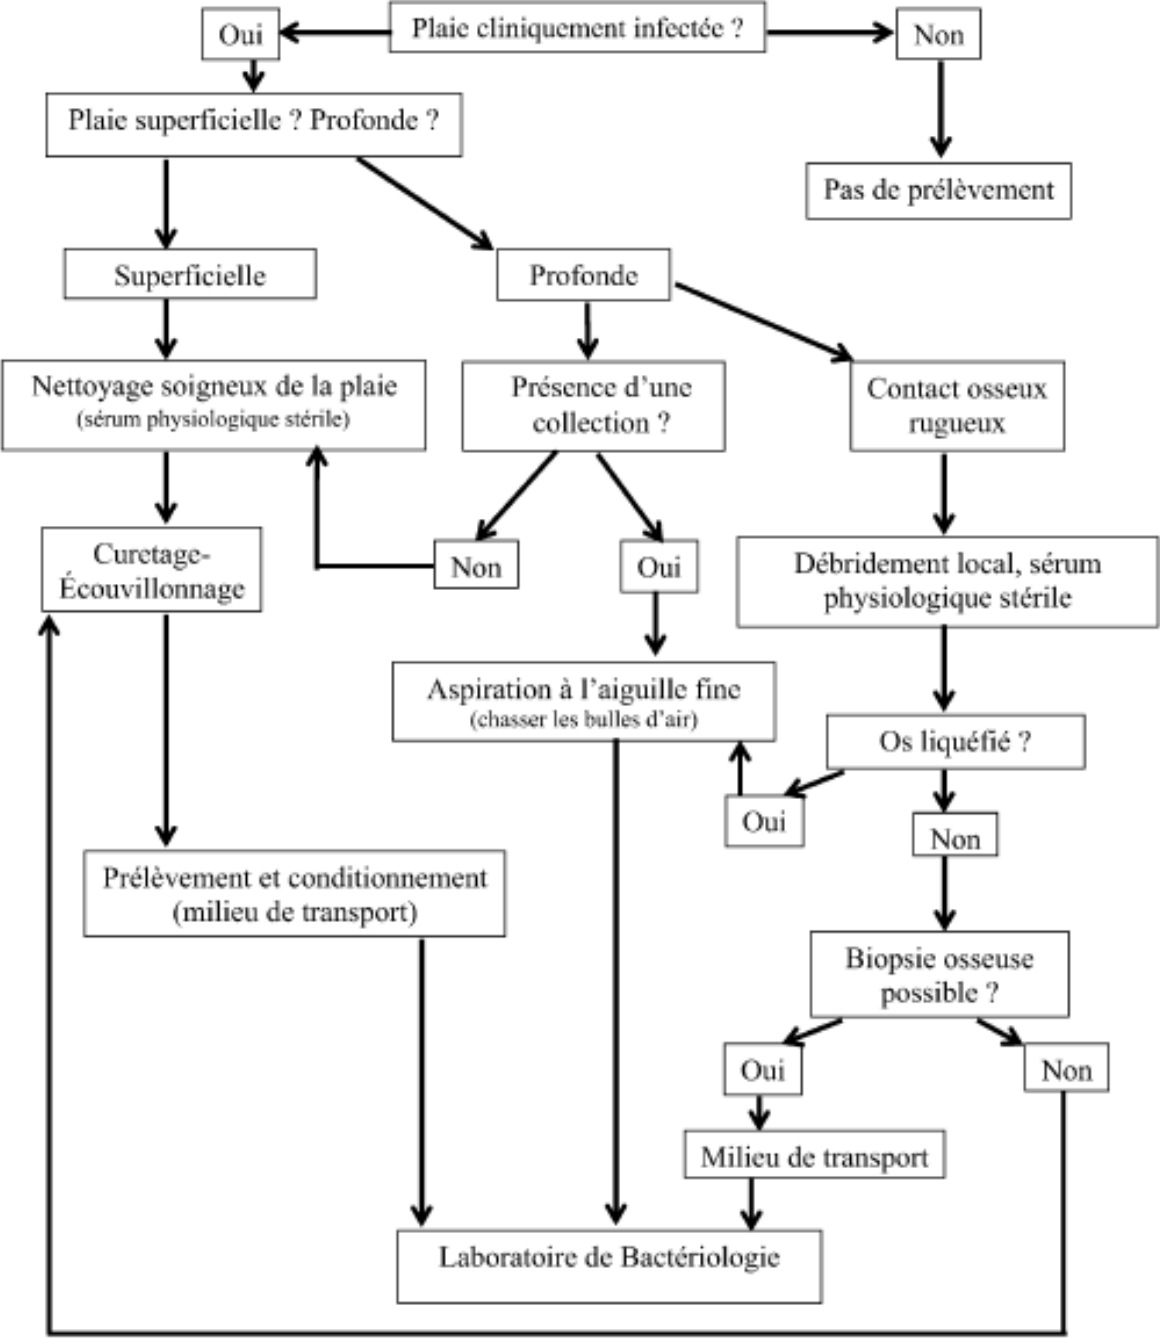 Oui
Plaie cliniquement infectée ?
Non
Plaie superficielle ? Profonde ?
Pas de prélèvement
Superficielle
Profonde
Nettoyage soigneux de la plaie
(sérum physiologique stérile)
Présence d’une
collection ?
Contact osseux
rugueux
Curetage-
Écouvillonnage
Non
Oui
Débridement local, sérum
physiologique stérile
Aspiration à l’aiguille fine
(chasser les bulles d’air)
Os liquéfié ?
Oui
Non
Prélèvement et conditionnement
(milieu de transport)
Biopsie osseuse
possible ?
Oui
Non
Milieu de transport
Laboratoire de Bactériologie